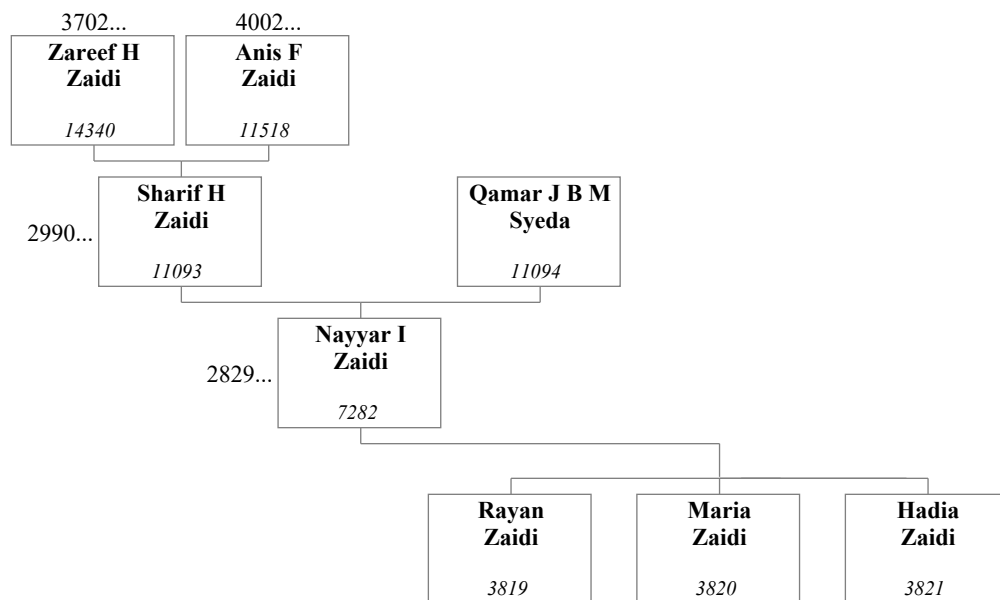 3702...
4002...
Zareef H
Zaidi
14340
Anis F
Zaidi
11518
2990...
Sharif H
Zaidi
11093
Qamar J B M
Syeda
11094
2829...
Nayyar I
Zaidi
7282
Rayan
Zaidi
3819
Maria
Zaidi
3820
Hadia
Zaidi
3821